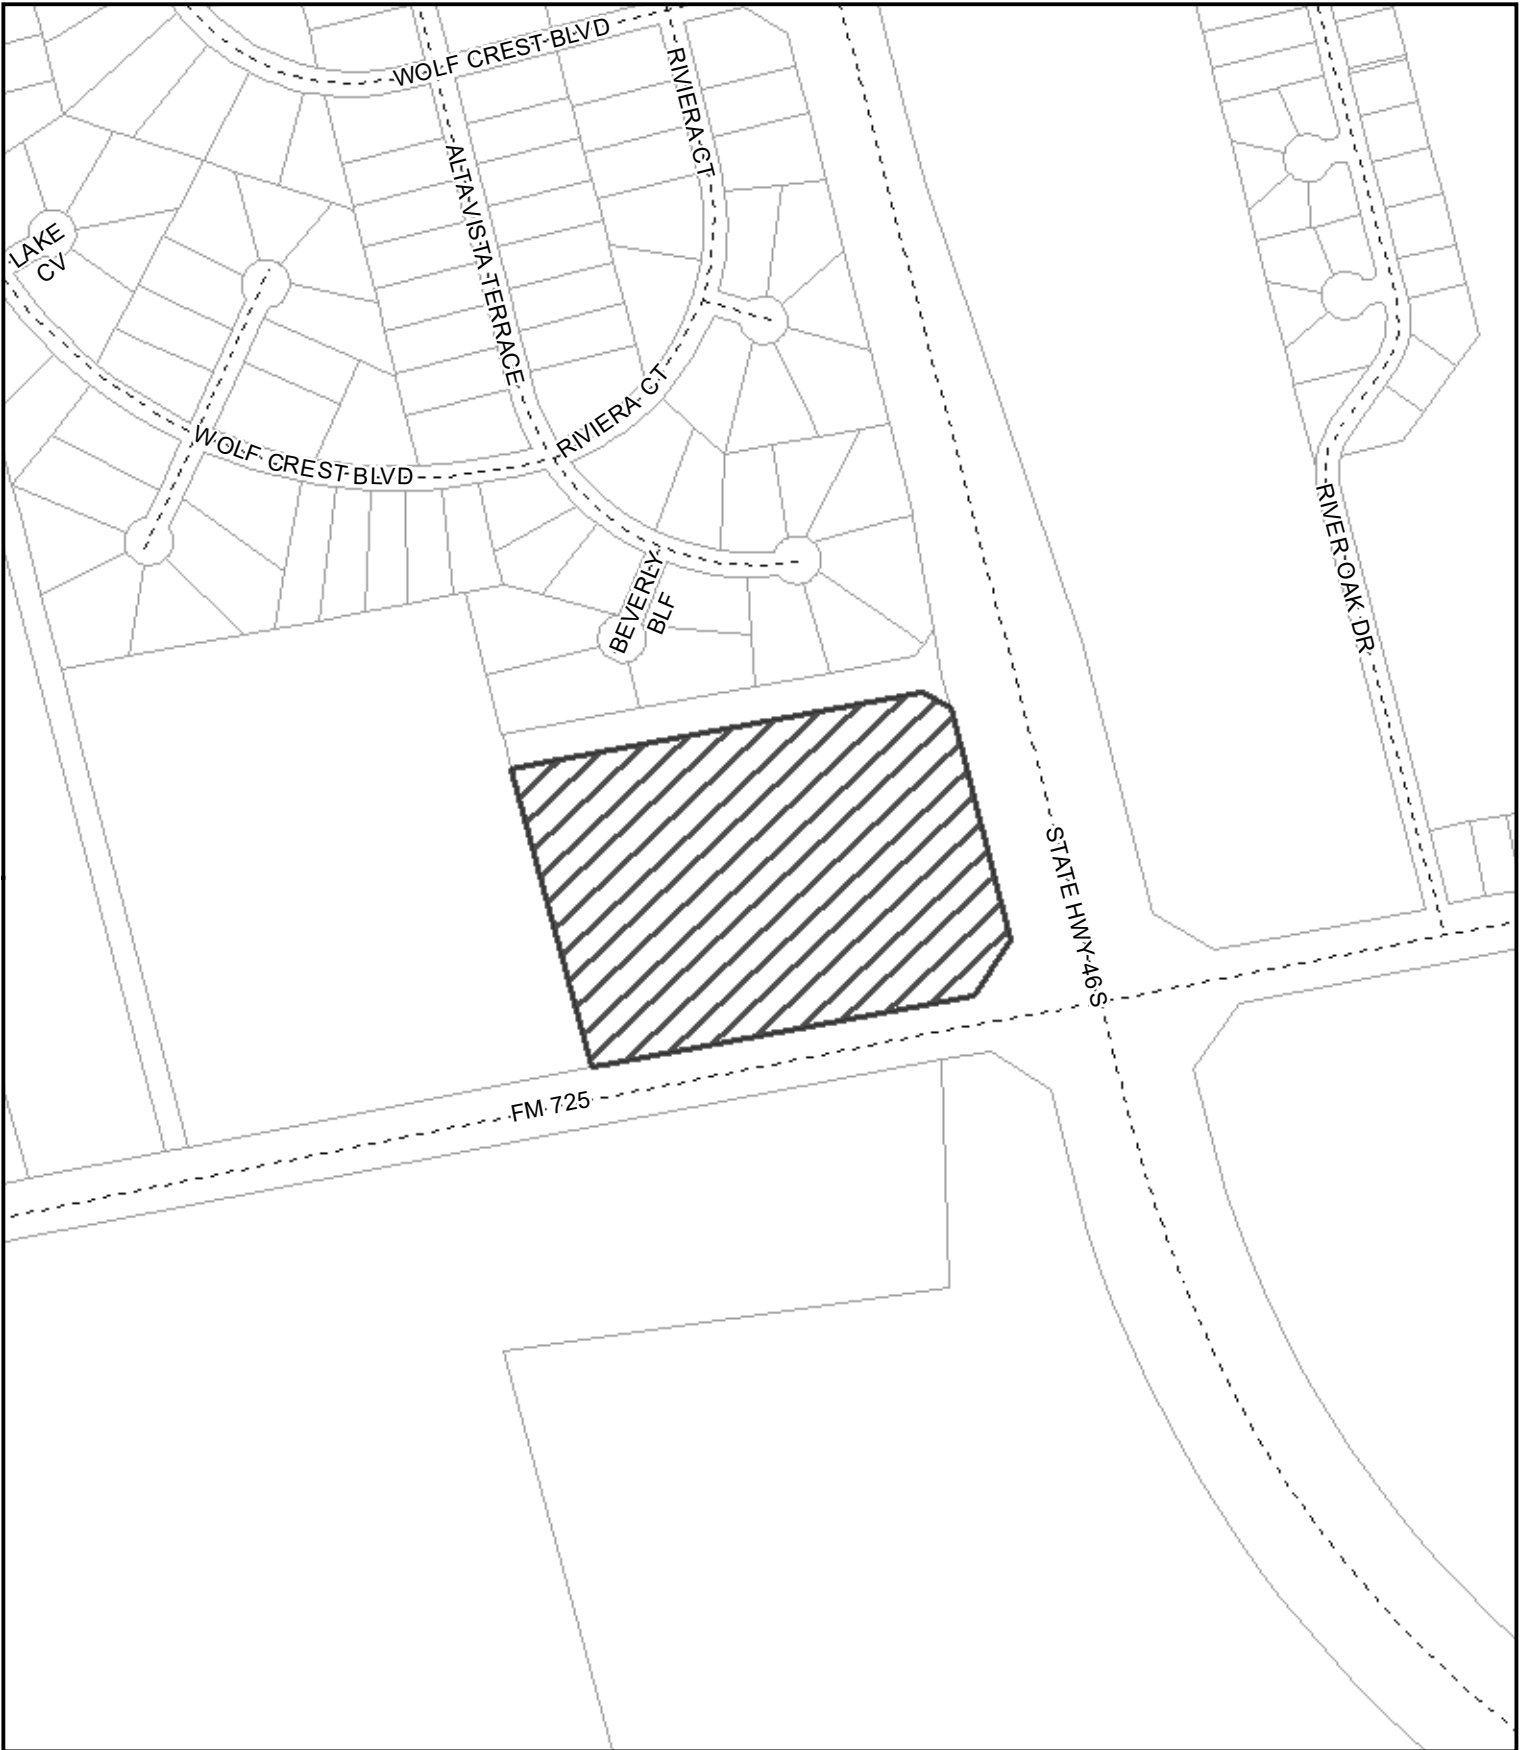 WOLF CREST BLVD
RIVIERA CT
ALTA VISTA TERRACE
LAKE
CV
RIVIERA CT
WOLF CREST BLVD
BEVERLY
BLF
RIVER OAK DR
STATE HWY 46 S
FM 725